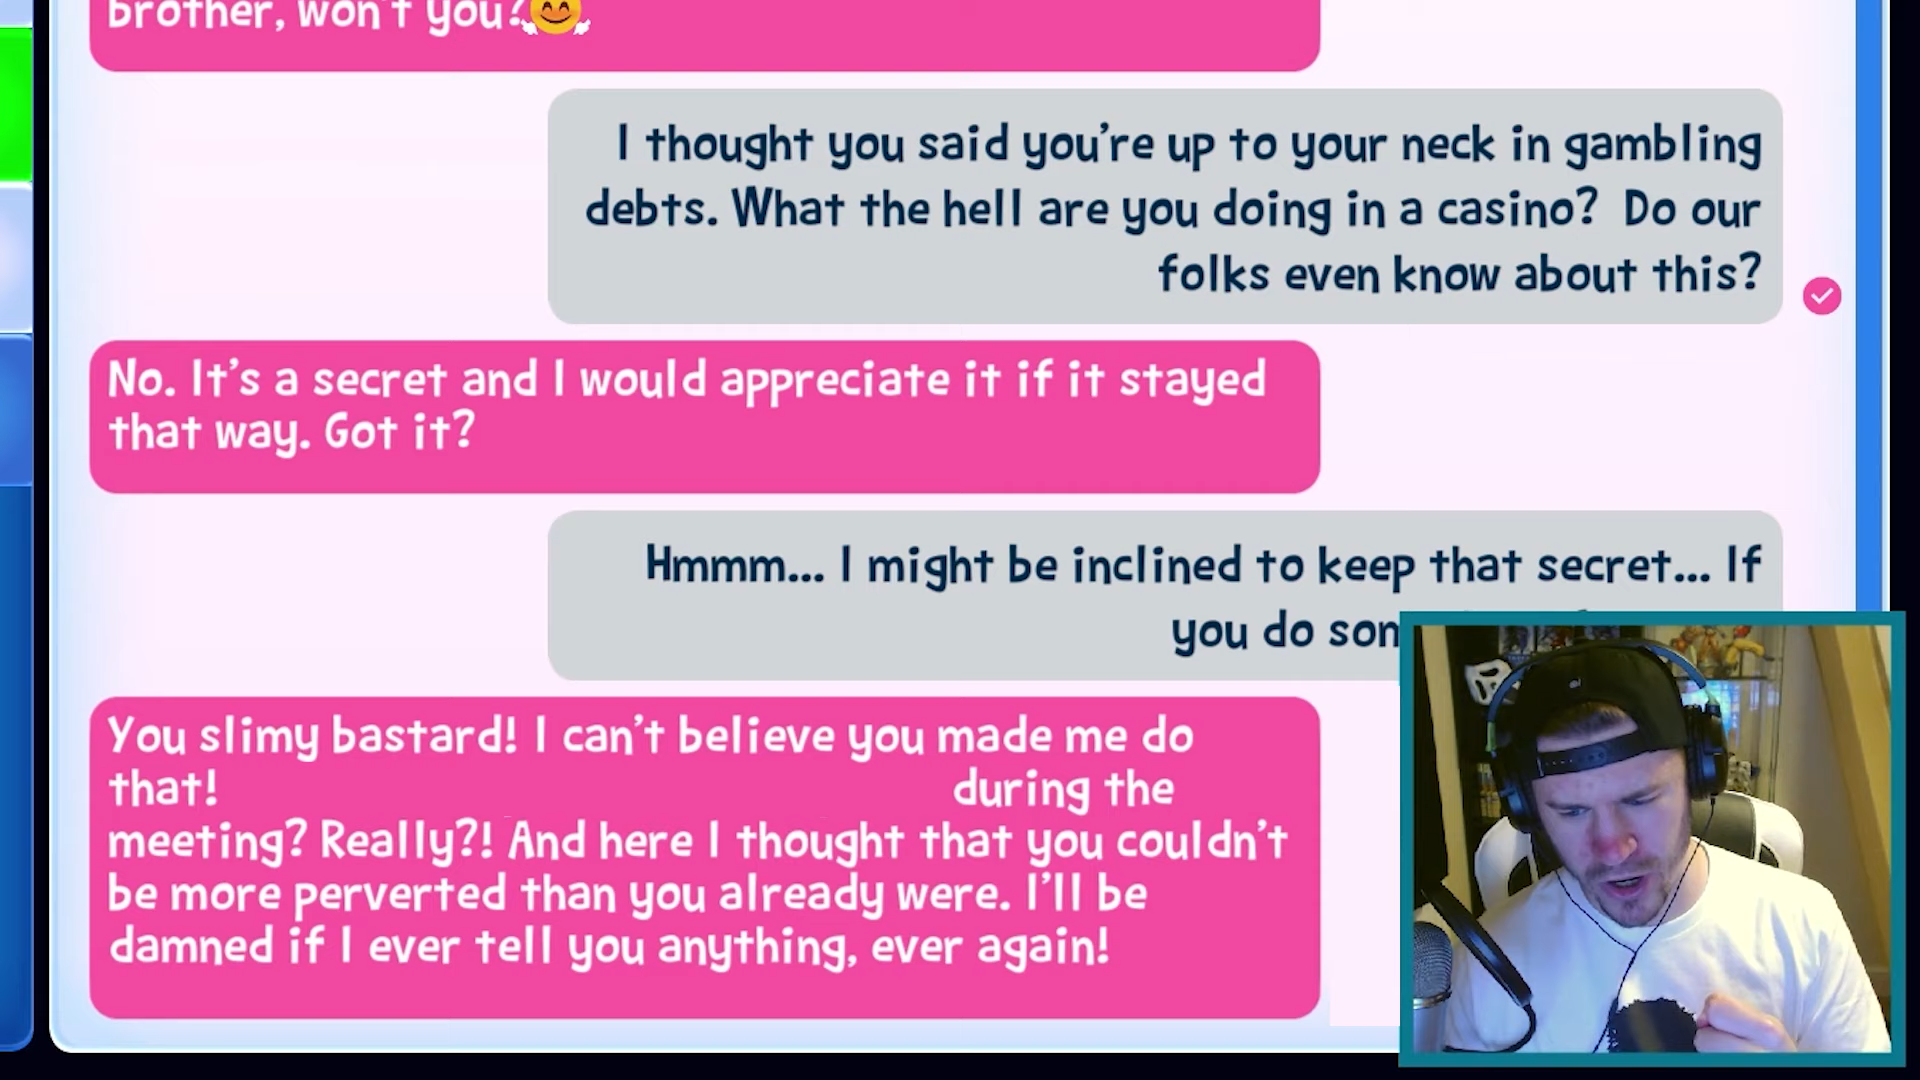 brother, won't you?
I thought you said you're up to your neck in gambling
debts. What the hell are you doing in a casino? Do our
folks even know about this?
No. It's a secret and I would appreciate it if it stayed
that way. Got it?
Hmmm... I might be inclined to keep that secret... If
you do
You slimy bastard! I can't believe you made me do
that! during the
meeting? Really?! And here I thought that you couldn't
be more perverted than you already were. I'll be
damned if I ever tell you anything, ever again!